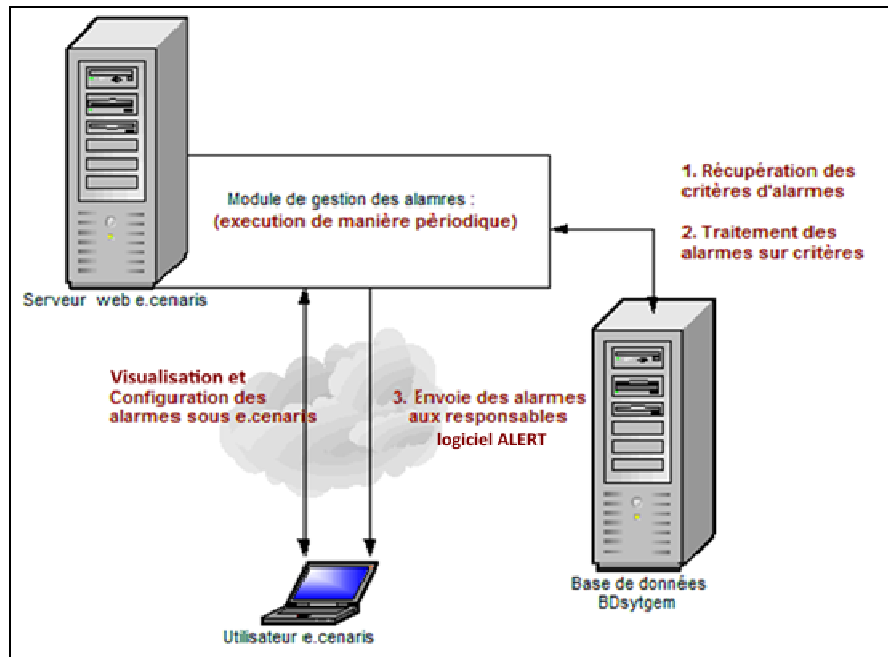 Module de gestion des alamres :
(execution de manière pèriodique)
1. Récupération des
critères d'alarmes
2. Traitement des
alarmes sur critères
Serveur web e.cenaris
Visualisation et
Configuration des
alarmes sous e.cenaris
3. Envoie des alarmes
aux responsables
logiciel ALERT
Base de données
BDsytgem
Utilisateur e.cenaris